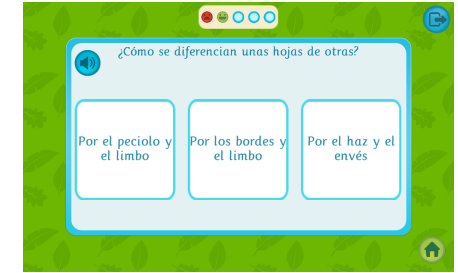 ¿Cómo se diferencian unas hojas de otras?
Por el peciolo y
el limbo
Por los bordes y
el limbo
Por el haz y el
envés